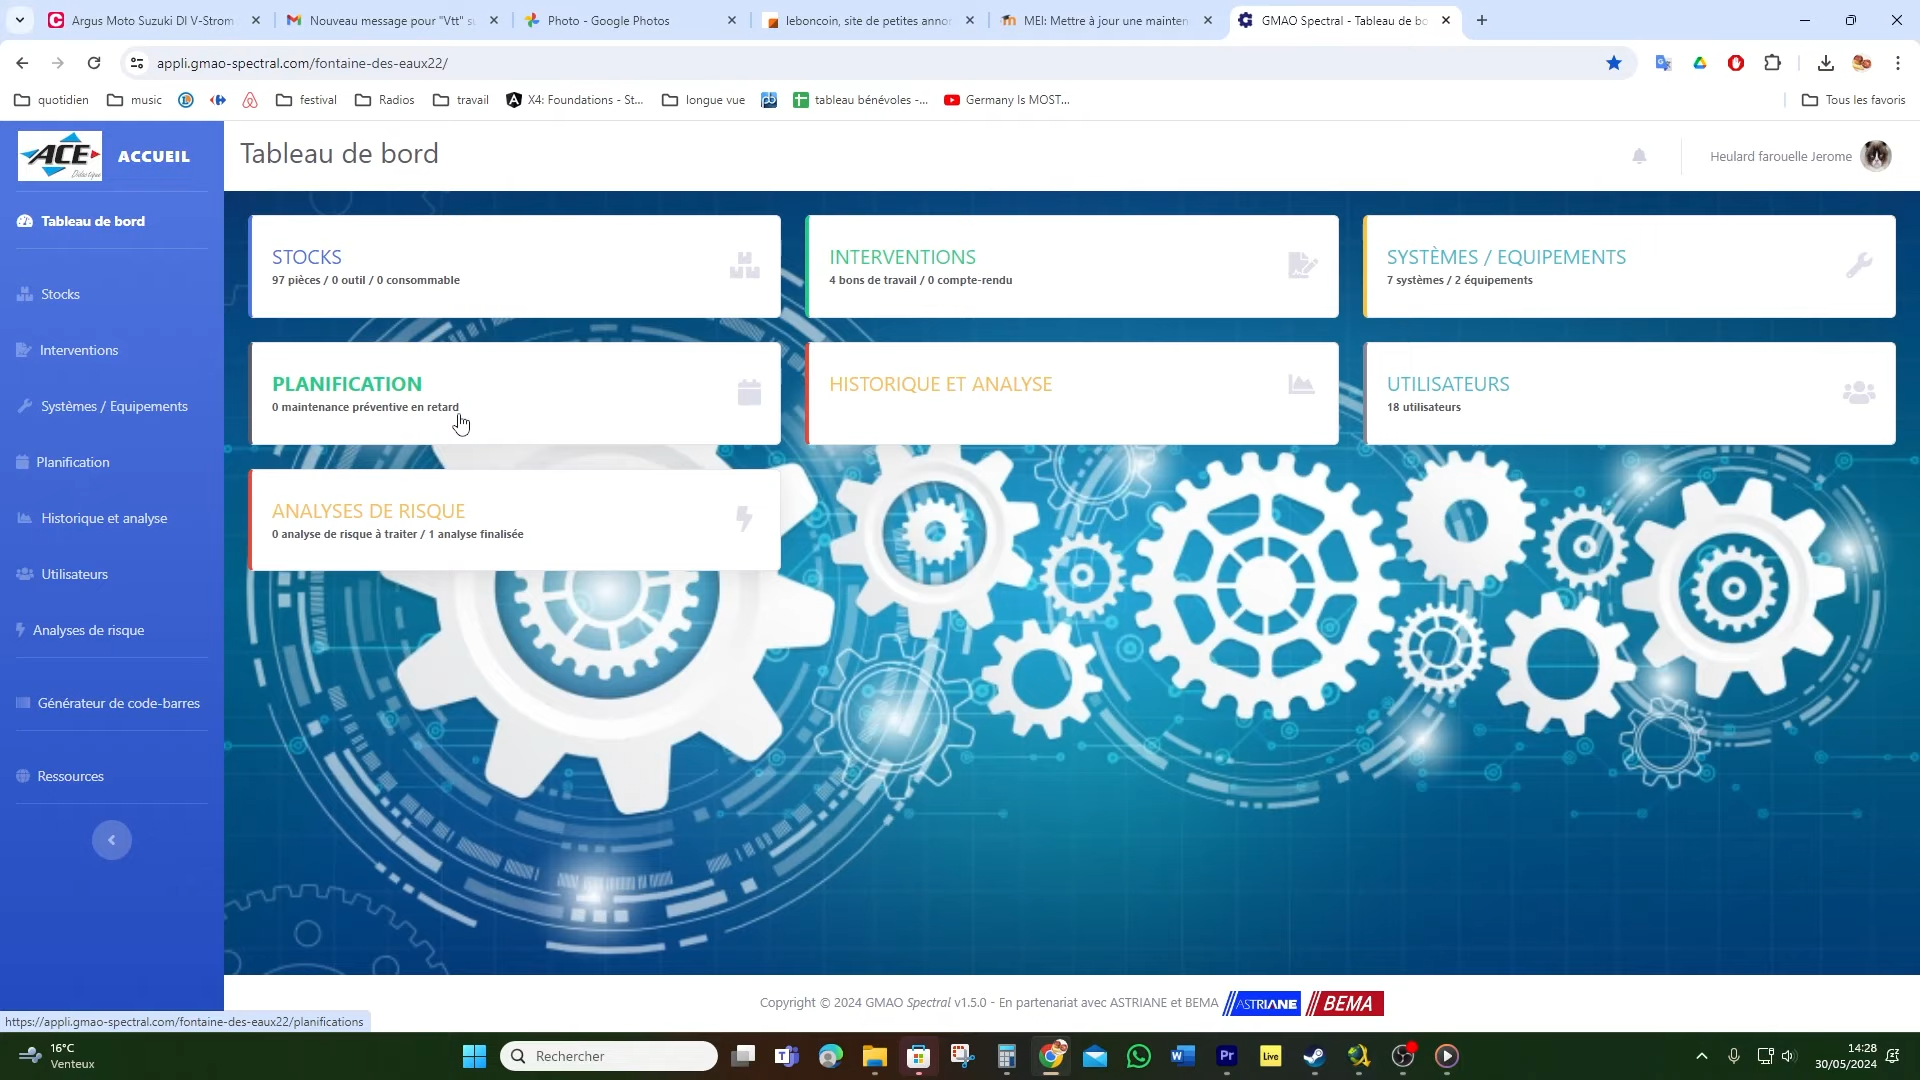 Argus Moto Suzuki Dl V-Strom
Nouveau message pour "Vtt" su
Photo - Google Photos
leboncoin, site de petites annon
MEI: Mettre à jour une mainten
GMAO Spectral - Tableau de bo
appli.gmao-spectral.com/fontaine-des-eaux22/
quotidien
music
festival
Radios
travail
X4: Foundations - St...
longue vue
tableau bénévoles -...
Germany Is MOST...
Tous les favoris
ACE
Didactique
ACCUEIL
Tableau de bord
Heulard farouelle Jerome
Tableau de bord
Stocks
Interventions
Systèmes / Equipements
Planification
Historique et analyse
Utilisateurs
Analyses de risque
Générateur de code-barres
Ressources
STOCKS
97 pièces / 0 outil / 0 consommable
INTERVENTIONS
4 bons de travail / 0 compte-rendu
SYSTÈMES / EQUIPEMENTS
7 systèmes / 2 équipements
PLANIFICATION
0 maintenance préventive en retard
HISTORIQUE ET ANALYSE
UTILISATEURS
18 utilisateurs
ANALYSES DE RISQUE
0 analyse de risque à traiter / 1 analyse finalisée
Copyright © 2024 GMAO Spectral v1.5.0 - En partenariat avec ASTRIANE et BEMA
ASTRIANE
BEMA
https://appli.gmao-spectral.com/fontaine-des-eaux22/planifications
16°C
Venteux
Rechercher
Pr
Live
14:28
30/05/2024